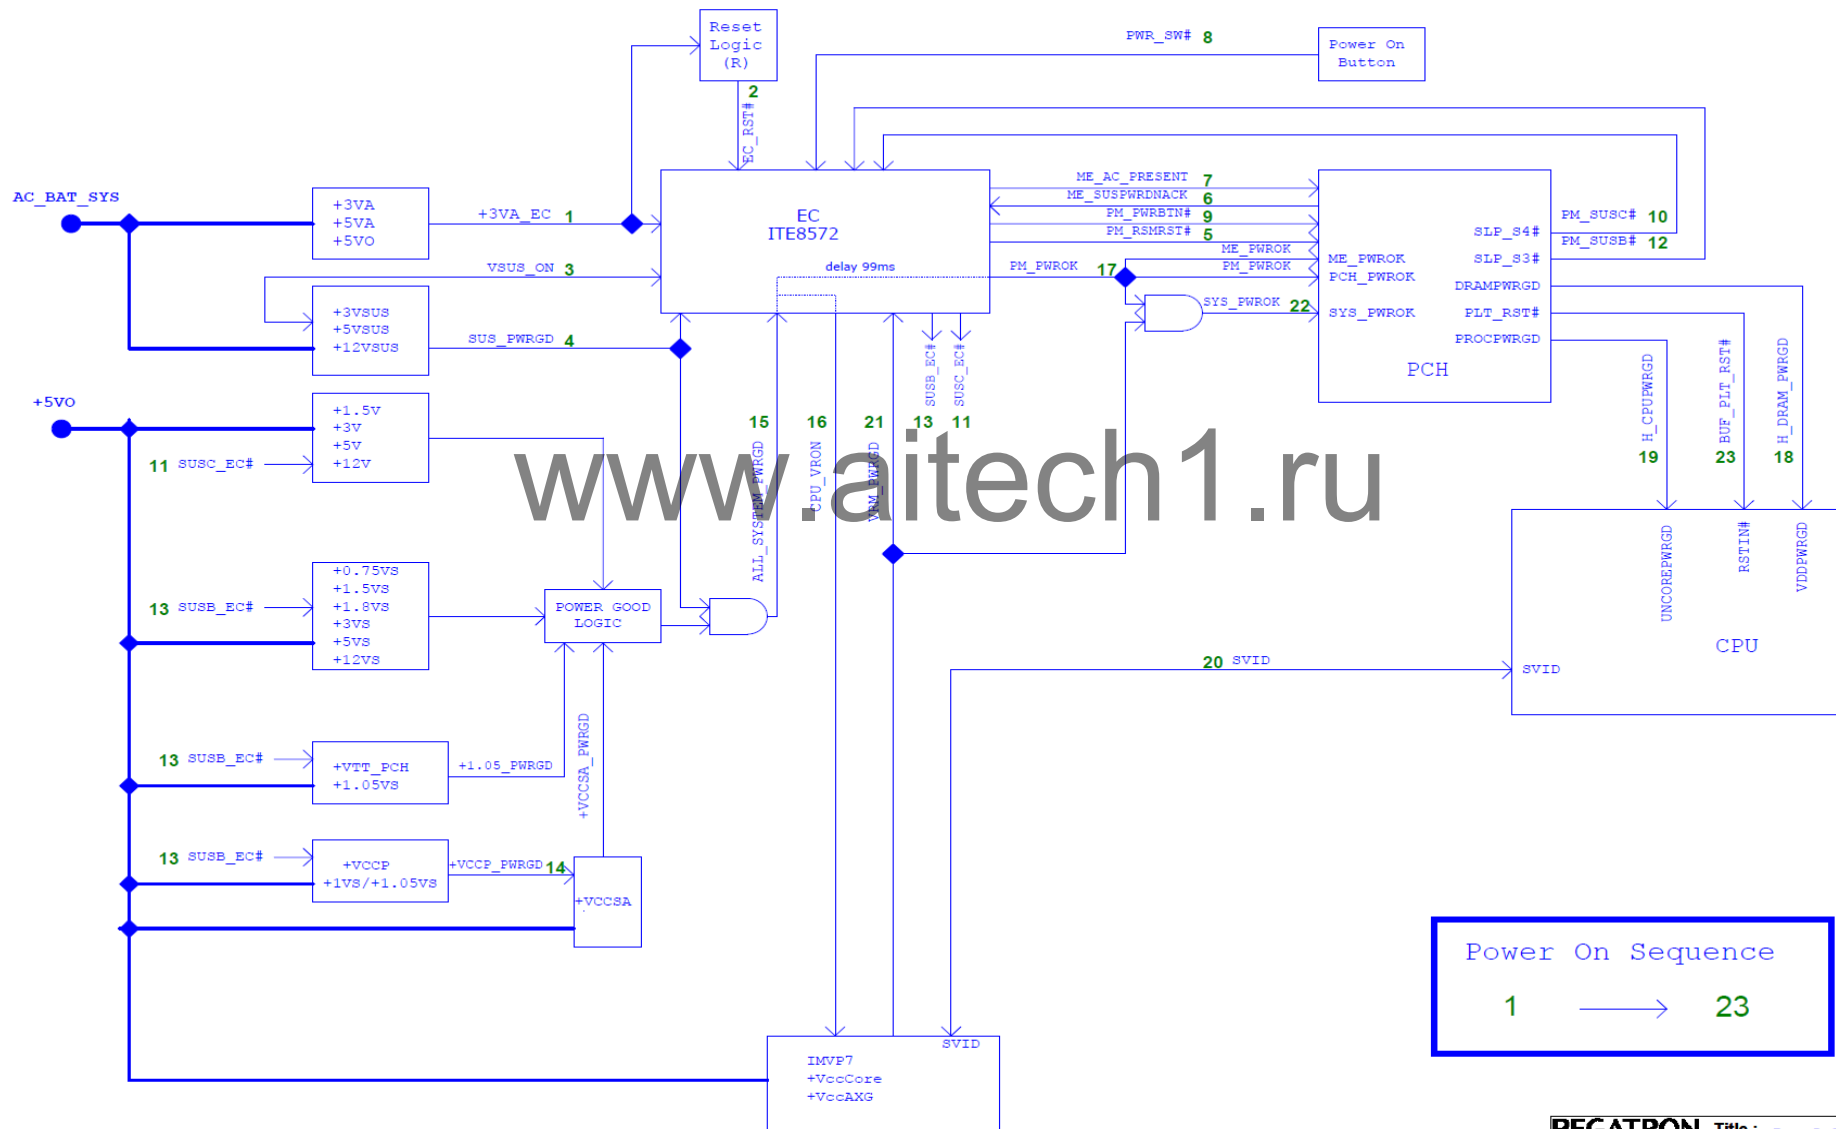 Reset
Logic
(R)
2
EC_RST#
PWR_SW# 8
Power On
Button
AC_BAT_SYS
+3VA
+5VA
+5VO
+3VA_EC 1
VSUS_ON 3
+3VSUS
+5VSUS
+12VSUS
SUS_PWRGD 4
EC
ITE8572
delay 99ms
ME_AC_PRESENT 7
ME_SUSPWRDNACK 6
PM_PWRBTN# 9
PM_RSMRST# 5
ME_PWROK
PM_PWROK 17
PM_PWROK
SYS_PWROK 22
ME_PWROK
PCH_PWROK
SYS_PWROK
SLP_S4#
SLP_S3#
DRAMPWRGD
PLT_RST#
PROCPWRGD
PCH
PM_SUSC# 10
PM_SUSB# 12
SUSB_EC#
13
SUSC_EC#
11
15
ALL_SYSTEM_PWRGD
16
CPU_VRON
21
VRM_PWRGD
H_CPUPWRGD
19
BUF_PLT_RST#
23
H_DRAM_PWRGD
18
+5VO
+1.5V
+3V
+5V
+12V
11 SUSC_EC#
www.aitech1.ru
+0.75VS
+1.5VS
+1.8VS
+3VS
+5VS
+12VS
13 SUSB_EC#
POWER GOOD
LOGIC
UNCOREPWRGD
RSTIN#
VDDPWRGD
CPU
SVID
20 SVID
13 SUSB_EC#
+VTT_PCH
+1.05VS
+1.05_PWRGD
+VCCSA_PWRGD
13 SUSB_EC#
+VCCP
+1VS/+1.05VS
+VCCP_PWRGD 14
+VCCSA
SVID
IMVP7
+VccCore
+VccAXG
Power On Sequence
1 23
PEGATRON Title :